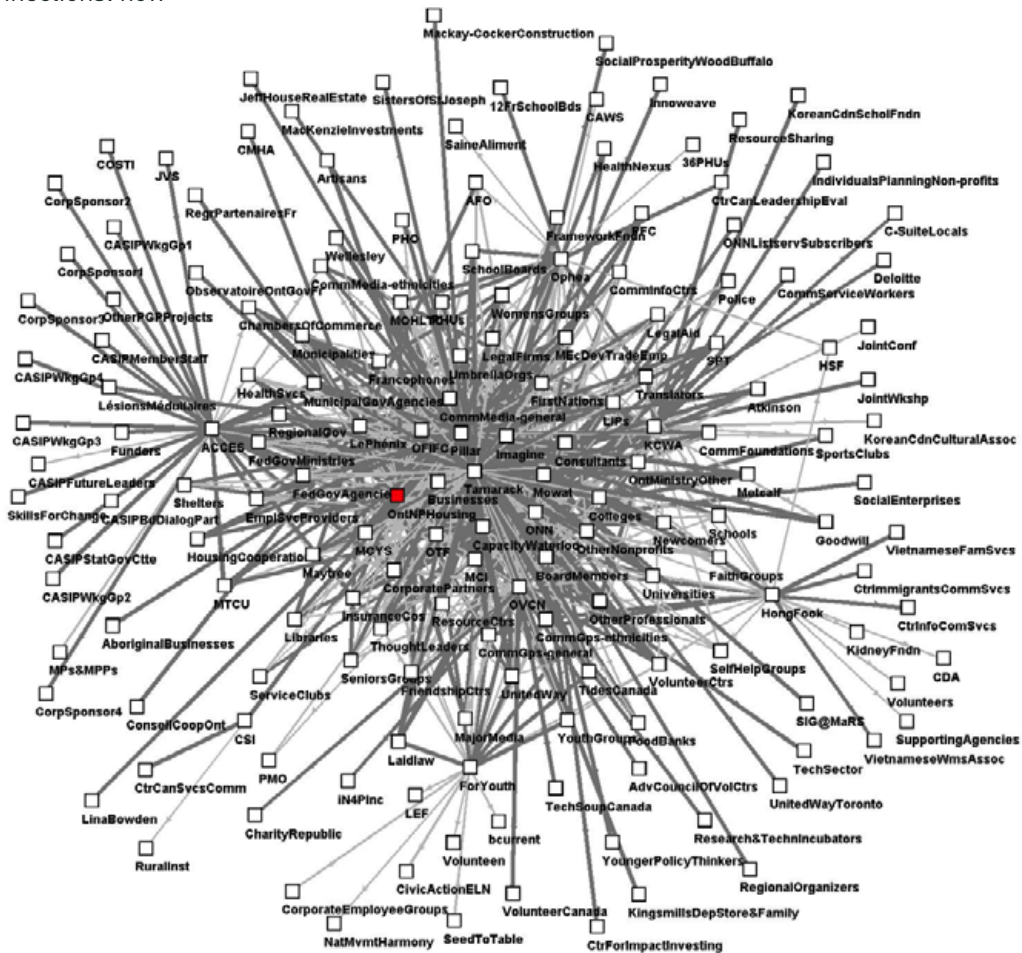 Mackay-CockerConstruction
SocialProsperityWoodBuffalo
JeffHouseRealEstate
SistersOfStJoseph
12FrSchoolBds
Innoweave
KoreanCdnScholFndn
MacKenzieInvestments
CAWS
ResourceSharing
SaineAliment
CMHA
36PHUs
COSTI
JVS
Artisans
HealthNexus
IndividualsPlanningNon-profits
CorpSponsor2
RegrPartenairesFr
AFO
CtrCanLeadershipEval
CASIPWkgGp1
PHO
FrameworkFndn
C-SuiteLocals
ONNListservSubscribers
Wellesley
SchoolBoards
CorpSponsor1
CommMedia-ethnicities
Ophea
Deloitte
ObservatoireOntGovFr
CommInfoCtrs
Police
CommServiceWorkers
CorpSponsor3
OtherPGPProjects
ChambersOfCommerce
WomensGroups
LegalAid
Municipalities
LegalFirms
MEcDevTradeEmp
JointConf
CASIPMemberStaff
SPT
HSF
CASIPWkgGp4
Francophones
UmbrellaOrgs
HealthSvcs
MunicipalGovAgencies
FirstNations
Translators
JointWkshp
LésionsMédullaires
CommMedia-general
LIPs
Atkinson
RegionalGov
LePhénix
KCWA
KoreanCdnCulturalAssoc
CASIPWkgGp3
Funders
ACCES
OFIFC
Pillar
Imagine
CommFoundations
SportsClubs
FedGovMinistries
Consultants
CASIPFutureLeaders
OntMinistryOther
Metcalf
Tamarack
Mowat
SocialEnterprises
SkillsForChange
Shelters
Businesses
CASIPBdDialogPart
EmplSvcProviders
OntNPHousing
ONN
Colleges
Schools
Goodwill
CASIPStatGovCtte
HousingCooperation
MCYS
OTF
CapacityWaterloo
OtherNonprofits
Newcomers
VietnameseFamSvcs
CASIPWkgGp2
MTCU
Maytree
CorporatePartners
MCI
BoardMembers
FaithGroups
Universities
CtrImmigrantsCommSvcs
InsuranceCos
ResourceCtrs
OVCN
OtherProfessionals
HongFook
CtrInfoComSvcs
AboriginalBusinesses
Libraries
ThoughtLeaders
CommGps-ethnicities
KidneyFndn
CommGps-general
MPs&MPPs
SeniorsGroups
SelfHelpGroups
CDA
ServiceClubs
FriendshipCtrs
UnitedWay
TidesCanada
VolunteerCtrs
Volunteers
CorpSponsor4
ConseilCoopOnt
SIG@MaRS
SupportingAgencies
CSI
MajorMedia
YouthGroups
FoodBanks
VietnameseWmsAssoc
PMO
Laidlaw
TechSector
CtrCanSvcsComm
ForYouth
AdvCouncilOfVolCtrs
iN4PInc
UnitedWayToronto
LinaBowden
LEF
TechSoupCanada
CharityRepublic
bcurrent
Research&TechnIncubators
RuralInst
Volunteen
YoungerPolicyThinkers
CivicActionELN
RegionalOrganizers
CorporateEmployeeGroups
VolunteerCanada
KingsmillsDepStore&Family
NatMvmtHarmony
SeedToTable
CtrForImpactInvesting